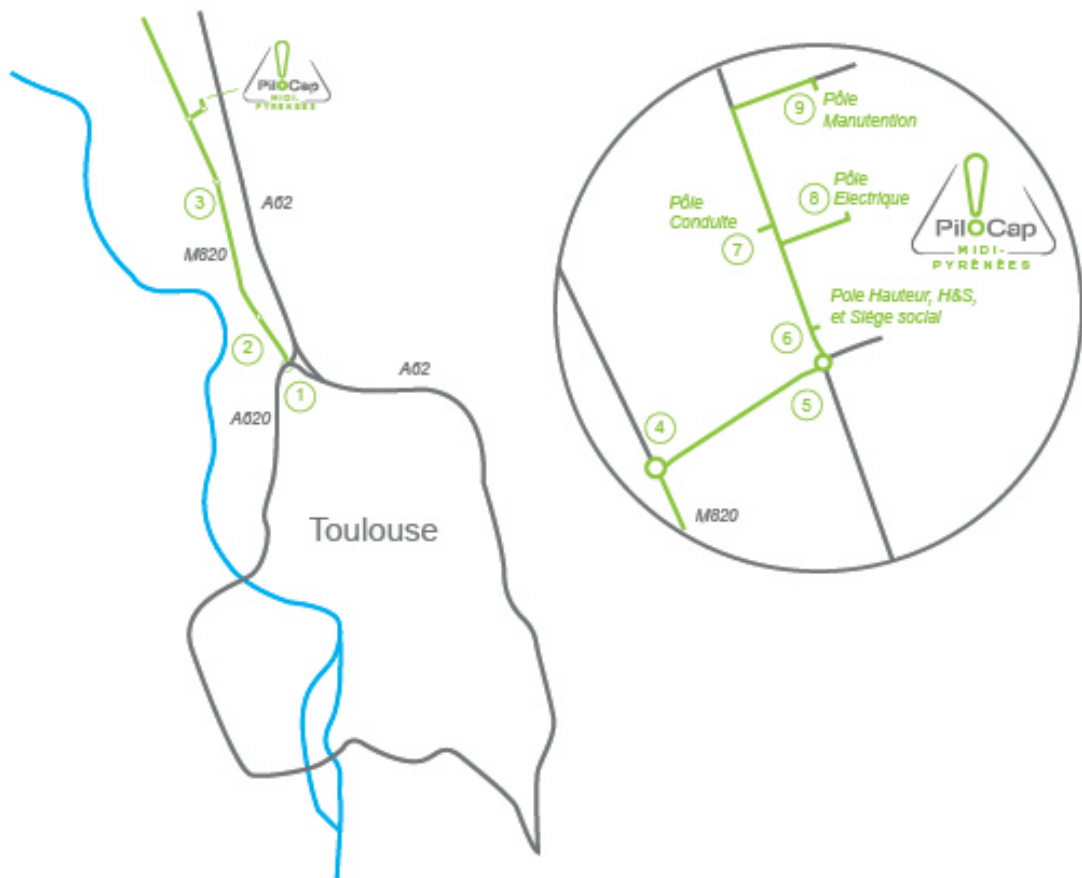 PilOCap
MIDI-
PYRÉNÉES
A62
3
M820
2
1
A62
A620
Toulouse
9
Pôle
Manutention
8
Pôle
Electrique
Pôle
Conduite
7
PilOCap
MIDI-
PYRÉNÉES
Pole Hauteur, H&S,
et Siége social
6
5
4
M820